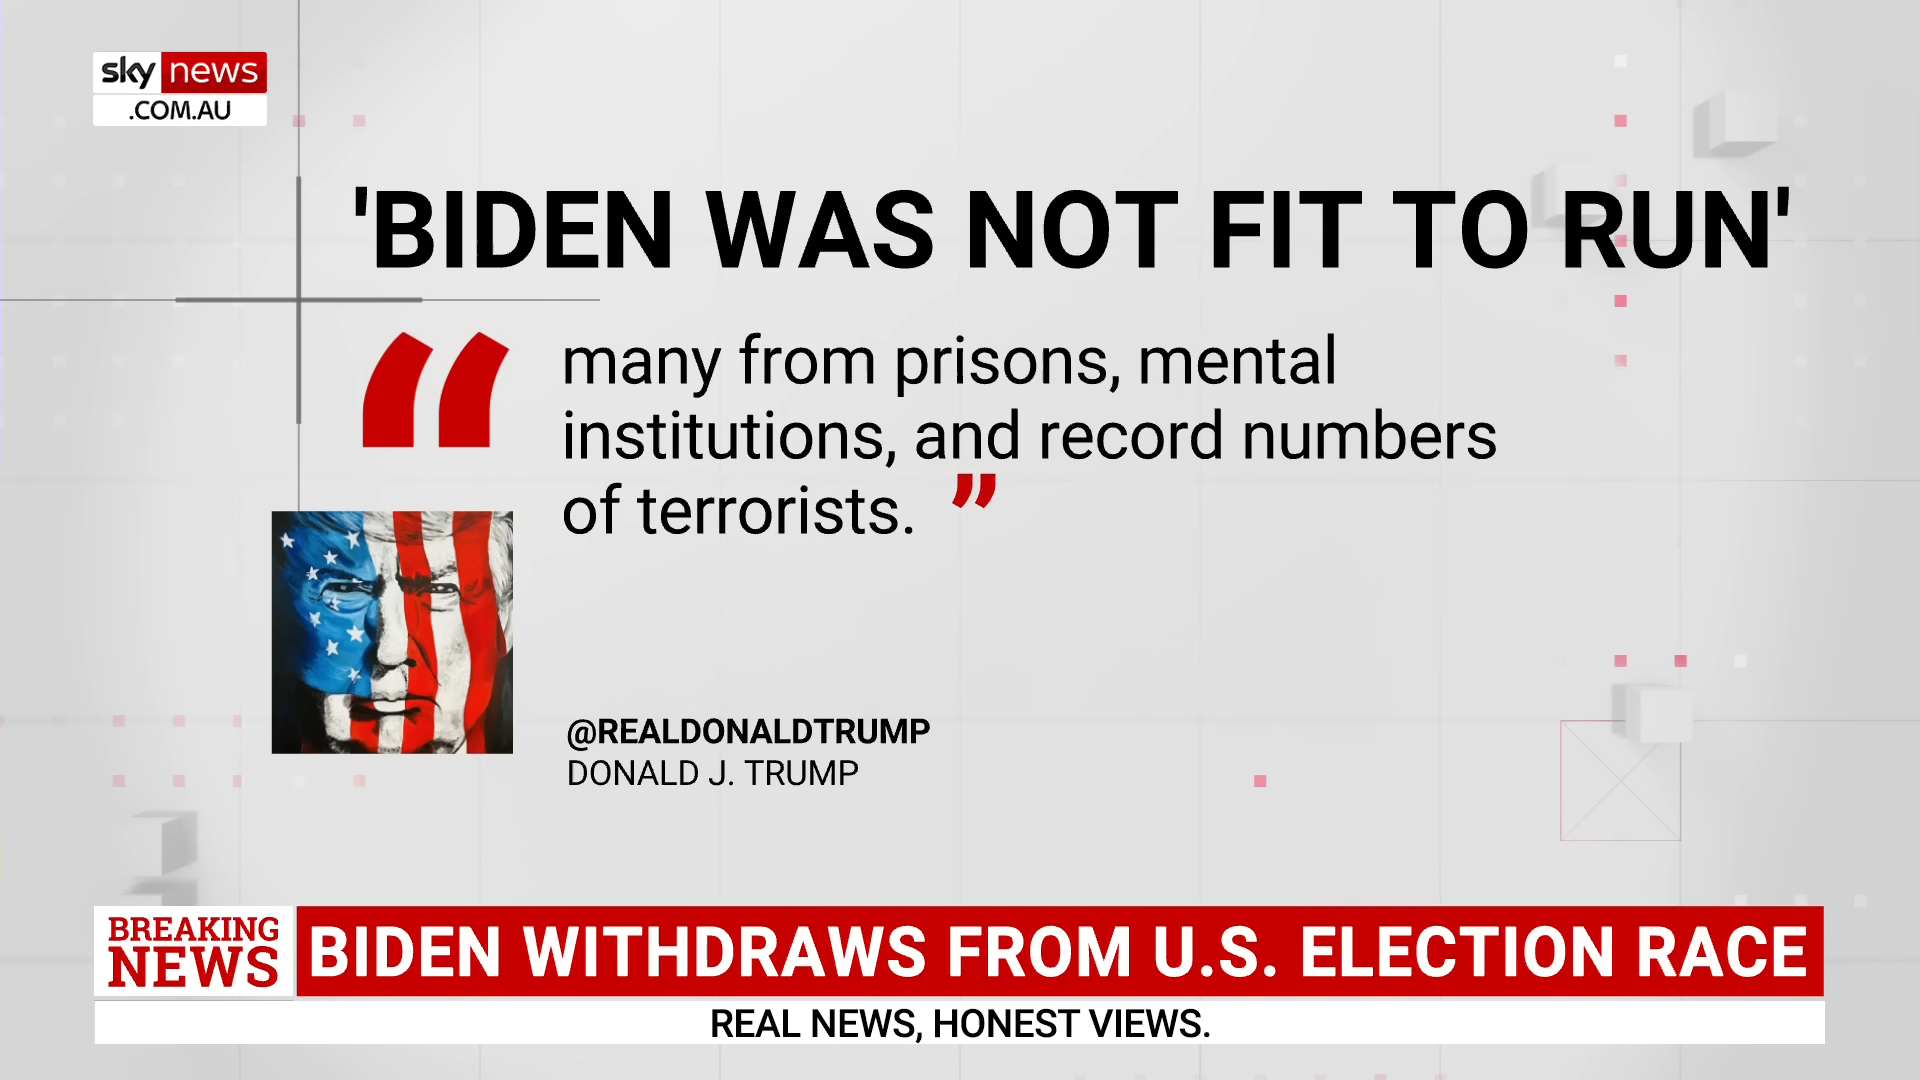 sky news
.COM.AU
'BIDEN WAS NOT FIT TO RUN'
“ many from prisons, mental
institutions, and record numbers
of terrorists. ”
@REALDONALDTRUMP
DONALD J. TRUMP
BREAKING
NEWS
BIDEN WITHDRAWS FROM U.S. ELECTION RACE
REAL NEWS, HONEST VIEWS.